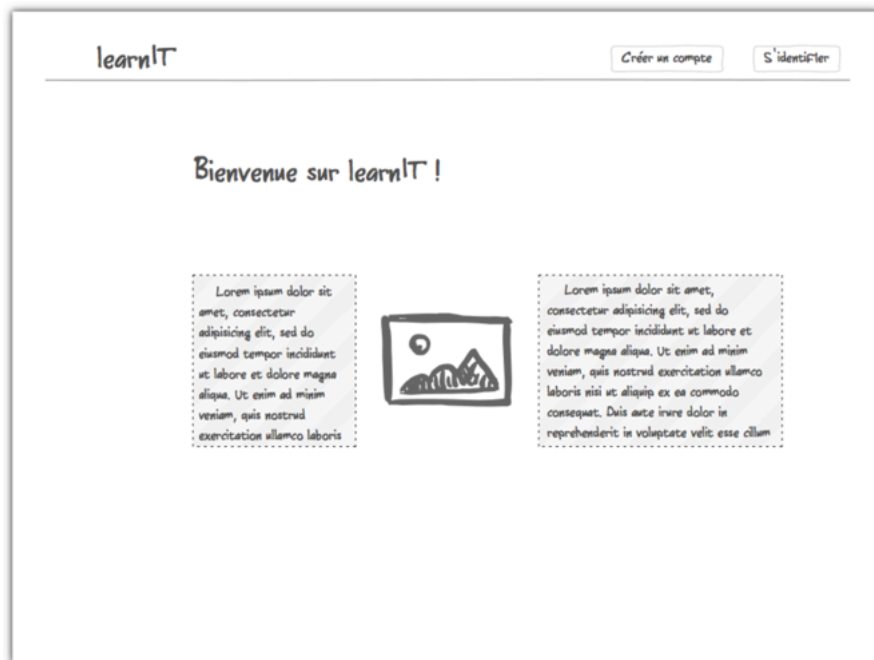 learnIT
Créer un compte
S'identifier
Bienvenue sur learnIT !
Lorem ipsum dolor sit
amet, consectetur
adipisicing elit, sed do
eiusmod tempor incididunt
ut labore et dolore magna
aliqua. Ut enim ad minim
veniam, quis nostrud
exercitation ullamco laboris
Lorem ipsum dolor sit amet,
consectetur adipisicing elit, sed do
eiusmod tempor incididunt ut labore et
dolore magna aliqua. Ut enim ad minim
veniam, quis nostrud exercitation ullamco
laboris nisi ut aliquip ex ea commodo
consequat. Duis aute irure dolor in
reprehenderit in voluptate velit esse cillum